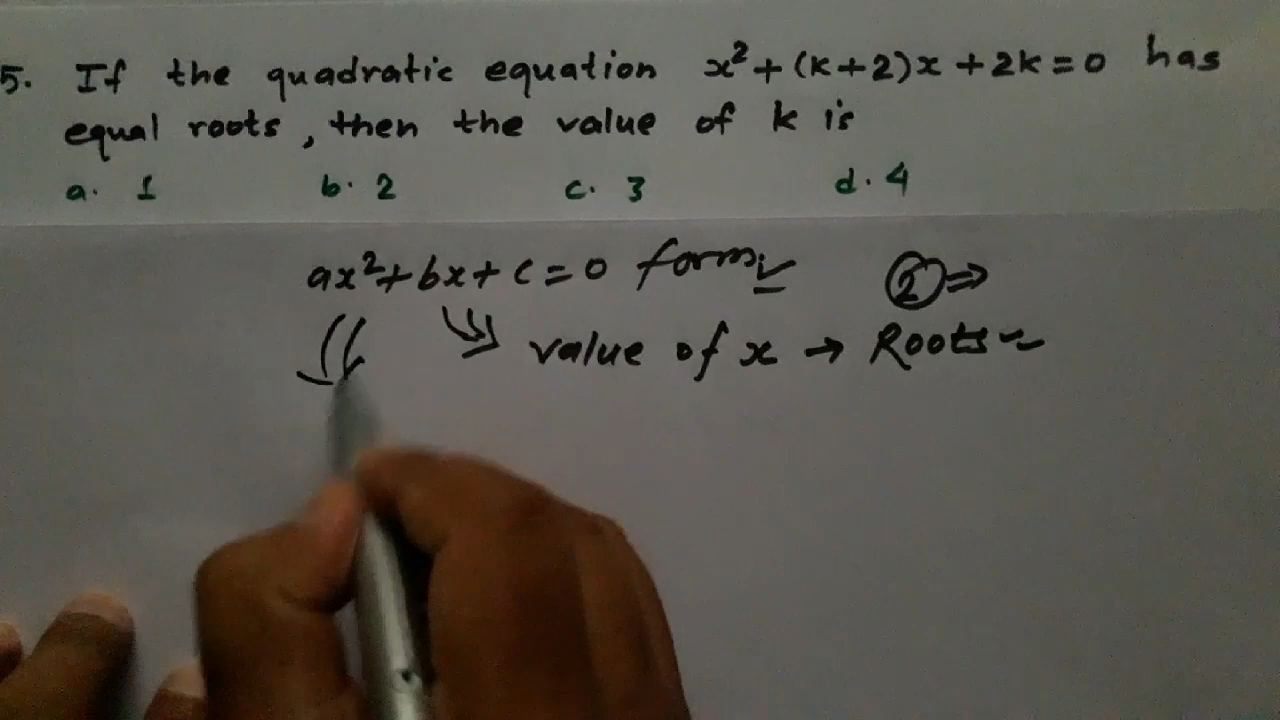 5. If the quadratic equation x²+(k+2)x+2k=0 has
equal roots, then the value of k is
a. 1 b. 2 c. 3 d. 4
ax²+bx+c=0 form ②⇒
value of x → Roots